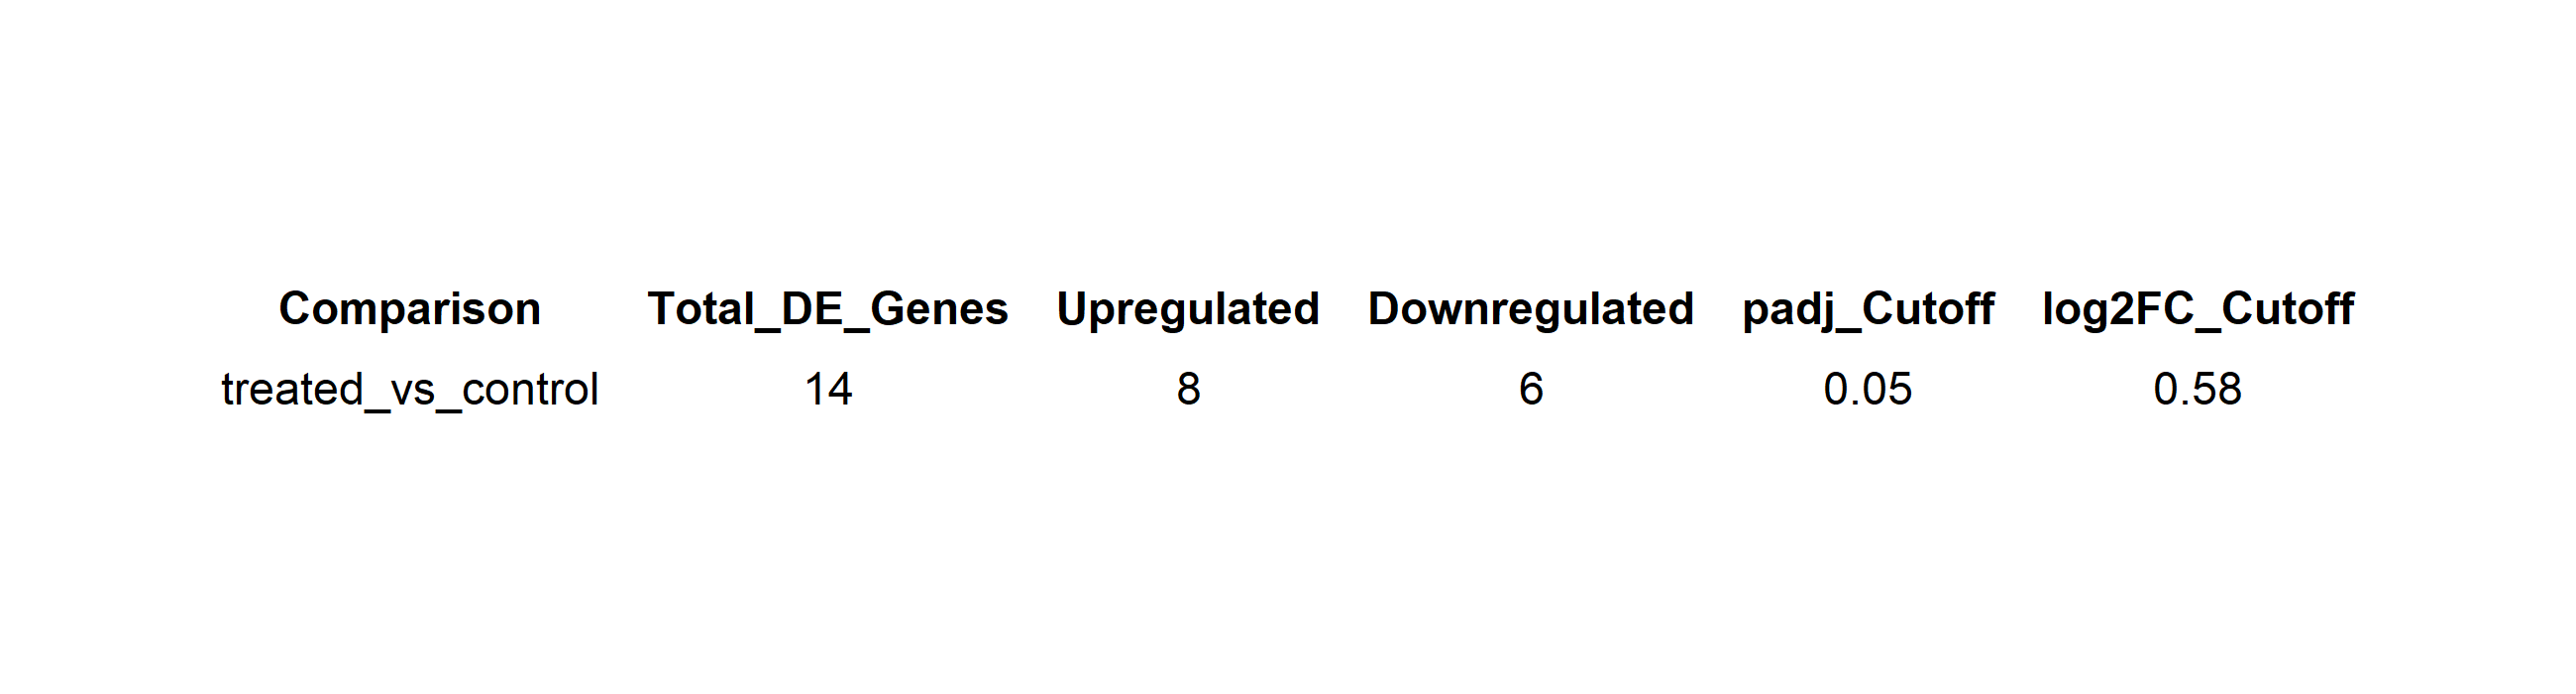 Comparison Total_DE_Genes Upregulated Downregulated padj_Cutoff log2FC_Cutoff
treated_vs_control 14 8 6 0.05 0.58